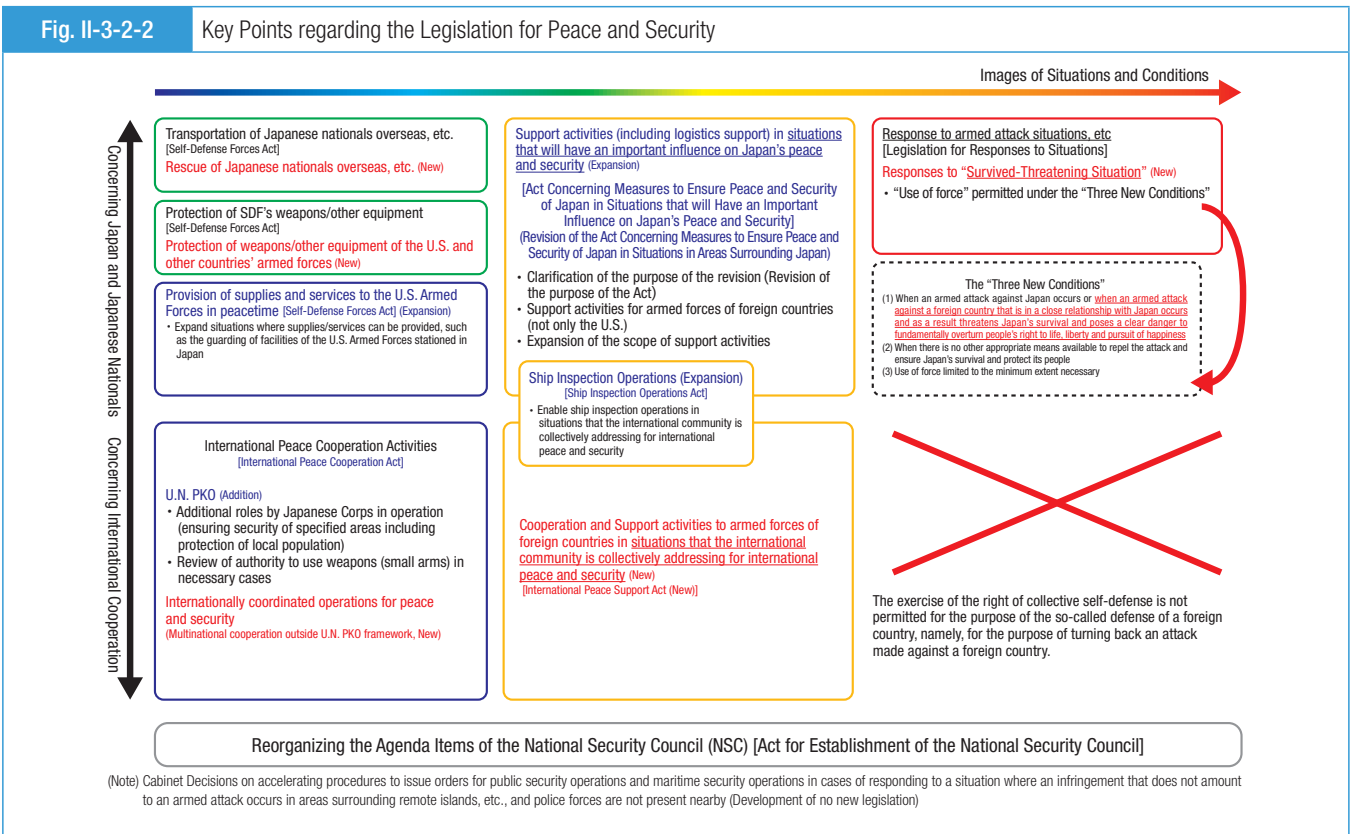 Fig. II-3-2-2
Key Points regarding the Legislation for Peace and Security
Images of Situations and Conditions
Concerning Japan and Japanese Nationals
Concerning International Cooperation
Transportation of Japanese nationals overseas, etc.
[Self-Defense Forces Act]
Rescue of Japanese nationals overseas, etc. (New)
Protection of SDF's weapons/other equipment
[Self-Defense Forces Act]
Protection of weapons/other equipment of the U.S. and
other countries' armed forces (New)
Provision of supplies and services to the U.S. Armed
Forces in peacetime [Self-Defense Forces Act] (Expansion)
・Expand situations where supplies/services can be provided, such
as the guarding of facilities of the U.S. Armed Forces stationed in
Japan
Support activities (including logistics support) in situations
that will have an important influence on Japan's peace
and security (Expansion)
[Act Concerning Measures to Ensure Peace and Security
of Japan in Situations that will Have an Important
Influence on Japan's Peace and Security]
(Revision of the Act Concerning Measures to Ensure Peace and
Security of Japan in Situations in Areas Surrounding Japan)
・Clarification of the purpose of the revision (Revision of
the purpose of the Act)
・Support activities for armed forces of foreign countries
(not only the U.S.)
・Expansion of the scope of support activities
Ship Inspection Operations (Expansion)
[Ship Inspection Operations Act]
・Enable ship inspection operations in
situations that the international community is
collectively addressing for international
peace and security
Response to armed attack situations, etc
[Legislation for Responses to Situations]
Responses to “Survived-Threatening Situation” (New)
・“Use of force” permitted under the “Three New Conditions”
The “Three New Conditions”
(1) When an armed attack against Japan occurs or when an armed attack
against a foreign country that is in a close relationship with Japan occurs
and as a result threatens Japan's survival and poses a clear danger to
fundamentally overturn people's right to life, liberty and pursuit of happiness
(2) When there is no other appropriate means available to repel the attack and
ensure Japan's survival and protect its people
(3) Use of force limited to the minimum extent necessary
International Peace Cooperation Activities
[International Peace Cooperation Act]
U.N. PKO (Addition)
・Additional roles by Japanese Corps in operation
(ensuring security of specified areas including
protection of local population)
・Review of authority to use weapons (small arms) in
necessary cases
Internationally coordinated operations for peace
and security
(Multinational cooperation outside U.N. PKO framework, New)
Cooperation and Support activities to armed forces of
foreign countries in situations that the international
community is collectively addressing for international
peace and security (New)
[International Peace Support Act (New)]
The exercise of the right of collective self-defense is not
permitted for the purpose of the so-called defense of a foreign
country, namely, for the purpose of turning back an attack
made against a foreign country.
Reorganizing the Agenda Items of the National Security Council (NSC) [Act for Establishment of the National Security Council]
(Note) Cabinet Decisions on accelerating procedures to issue orders for public security operations and maritime security operations in cases of responding to a situation where an infringement that does not amount
to an armed attack occurs in areas surrounding remote islands, etc., and police forces are not present nearby (Development of no new legislation)